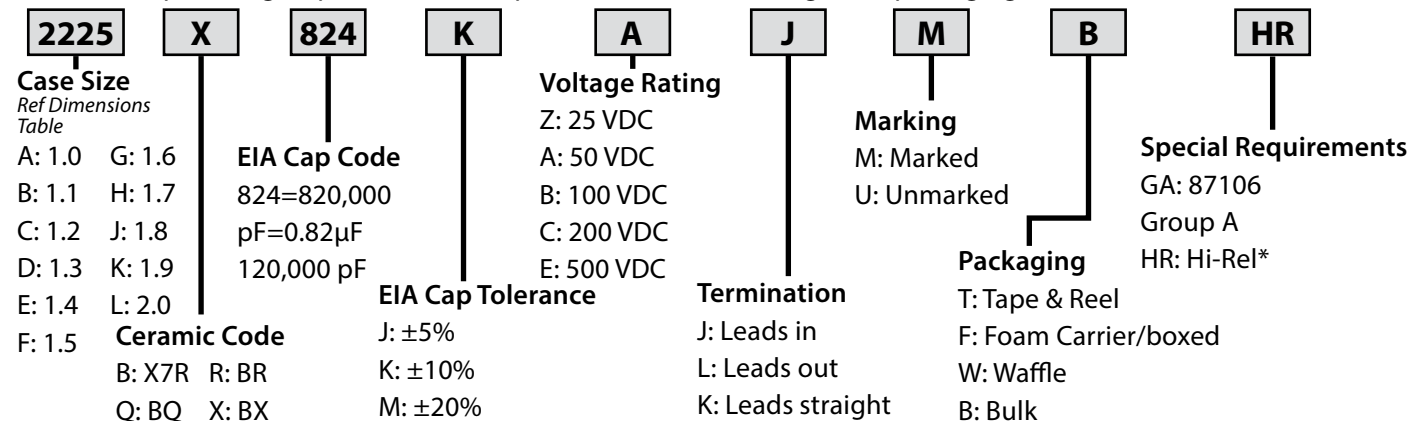 2225 X 824 K A J M B HR
Case Size
Ref Dimensions
Table
A: 1.0 G: 1.6
B: 1.1 H: 1.7
C: 1.2 J: 1.8
D: 1.3 K: 1.9
E: 1.4 L: 2.0
F: 1.5
Ceramic Code
B: X7R R: BR
Q: BQ X: BX
EIA Cap Code
824=820,000
pF=0.82µF
120,000 pF
EIA Cap Tolerance
J: ±5%
K: ±10%
M: ±20%
Voltage Rating
Z: 25 VDC
A: 50 VDC
B: 100 VDC
C: 200 VDC
E: 500 VDC
Termination
J: Leads in
L: Leads out
K: Leads straight
Marking
M: Marked
U: Unmarked
Packaging
T: Tape & Reel
F: Foam Carrier/boxed
W: Waffle
B: Bulk
Special Requirements
GA: 87106
Group A
HR: Hi-Rel*